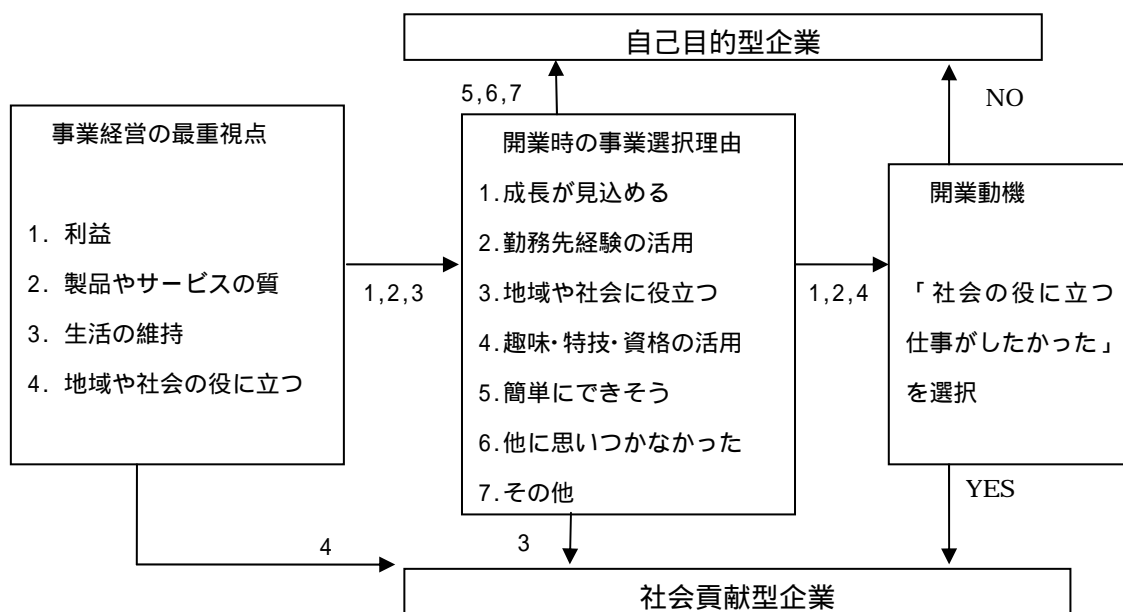 自己目的型企業
5,6,7
NO
事業経営の最重視点
1. 利益
2. 製品やサービスの質
3. 生活の維持
4. 地域や社会の役に立つ
1,2,3
開業時の事業選択理由
1.成長が見込める
2.勤務先経験の活用
3.地域や社会に役立つ
4.趣味・特技・資格の活用
5.簡単にできそう
6.他に思いつかなかった
7.その他
1,2,4
開業動機
「社会の役に立つ
仕事がしたかった」
を選択
YES
4
3
社会貢献型企業